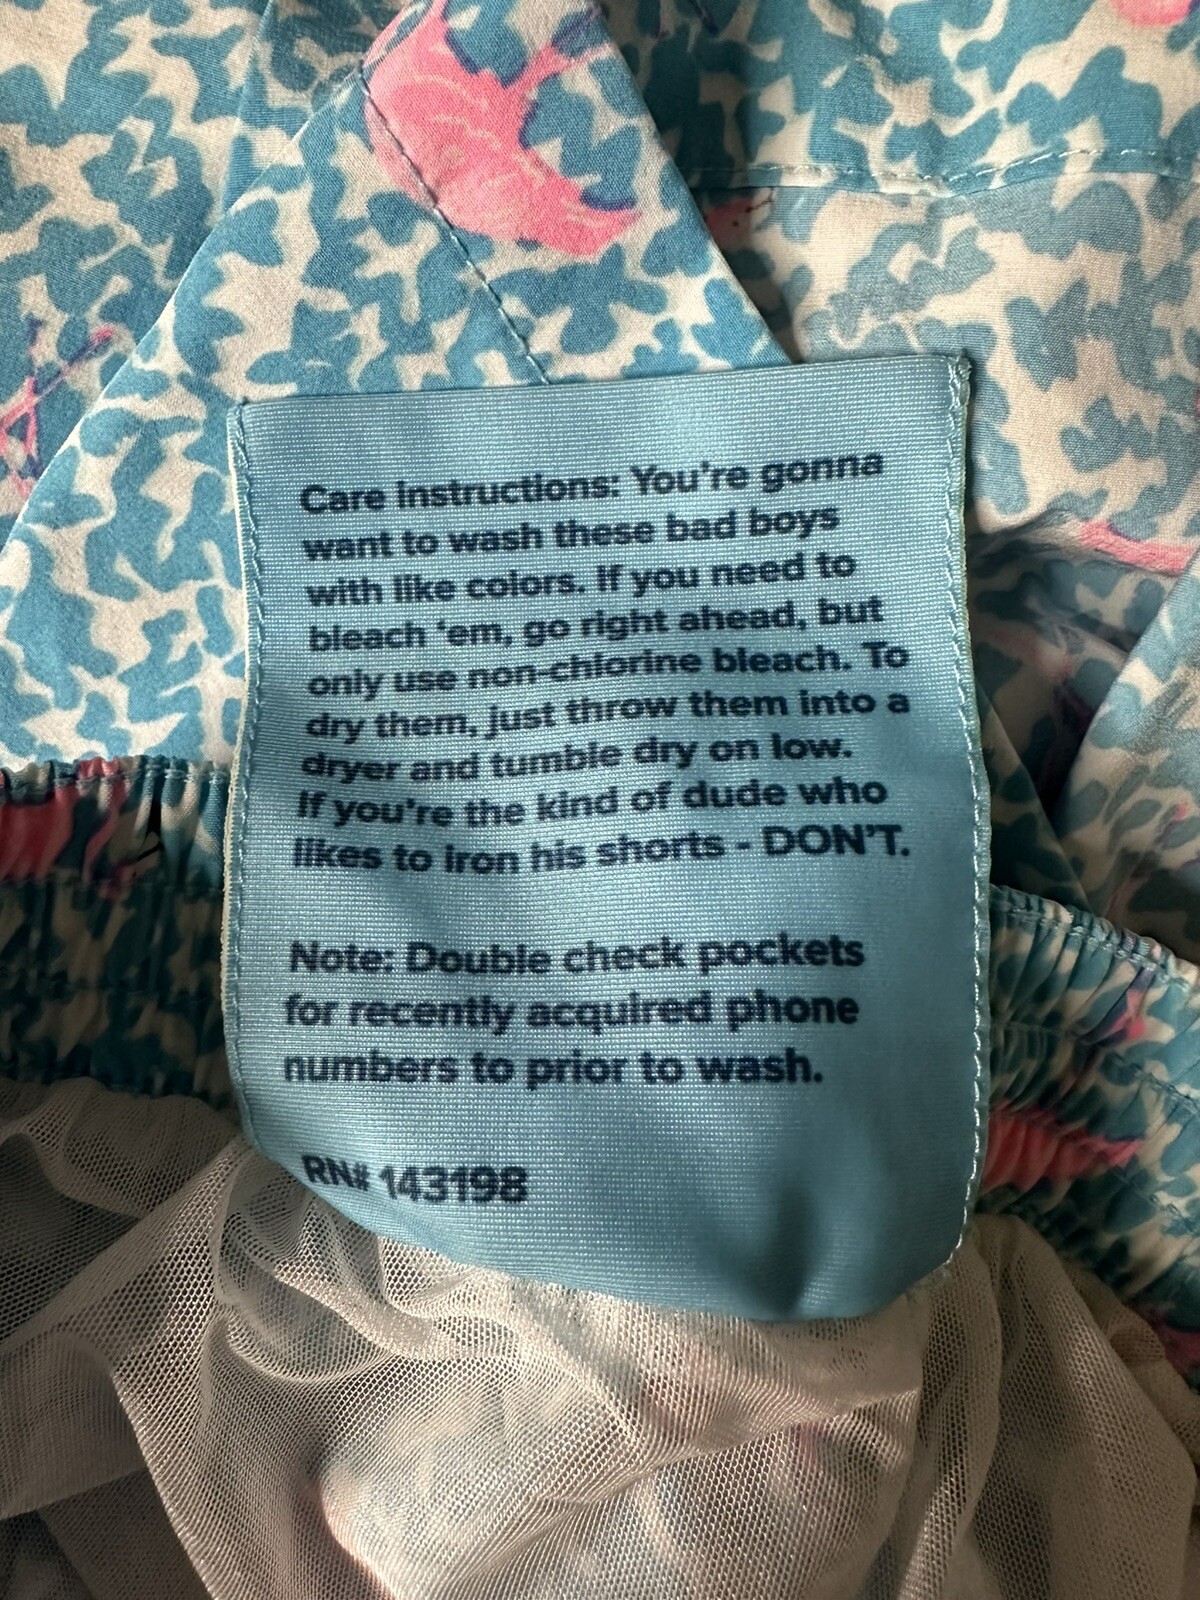 Care instructions: You're gonna
want to wash these bad boys
with like colors. If you need to
bleach 'em, go right ahead, but
only use non-chlorine bleach. To
dry them, just throw them into a
dryer and tumble dry on low.
If you're the kind of dude who
likes to iron his shorts - DON'T.
Note: Double check pockets
for recently acquired phone
numbers to prior to wash.
RN# 143198